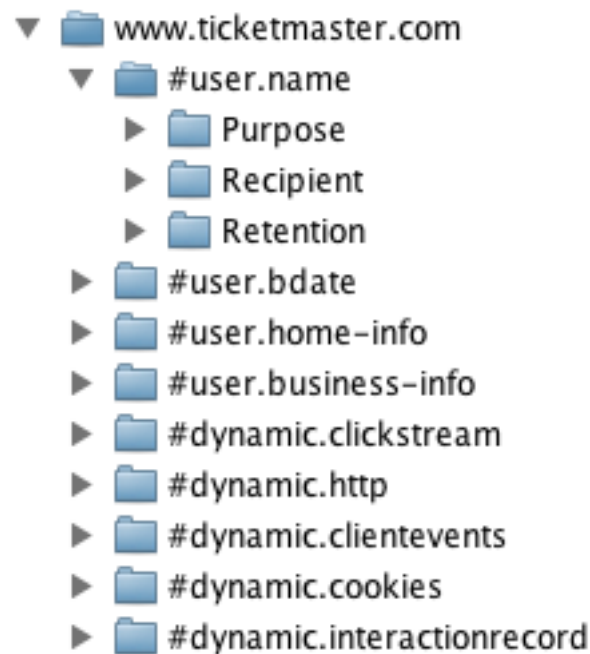 www.ticketmaster.com
#user.name
Purpose
Recipient
Retention
#user.bdate
#user.home-info
#user.business-info
#dynamic.clickstream
#dynamic.http
#dynamic.clientevents
#dynamic.cookies
#dynamic.interactionrecord